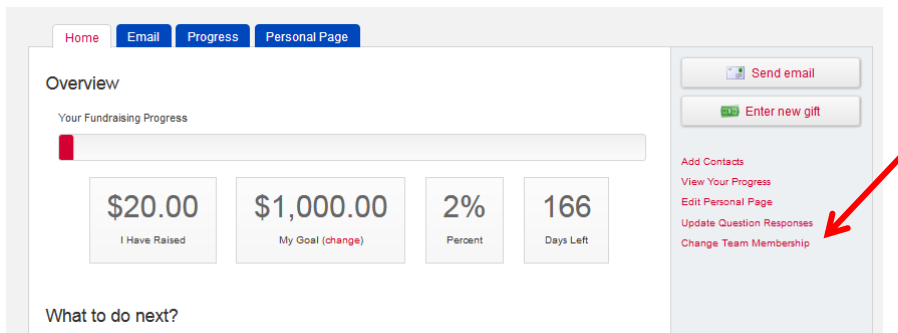 Home Email Progress Personal Page
Overview
Your Fundraising Progress
$20.00 $1,000.00 2% 166
I Have Raised My Goal (change) Percent Days Left
What to do next?
Send email
Enter new gift
Add Contacts
View Your Progress
Edit Personal Page
Update Question Responses
Change Team Membership